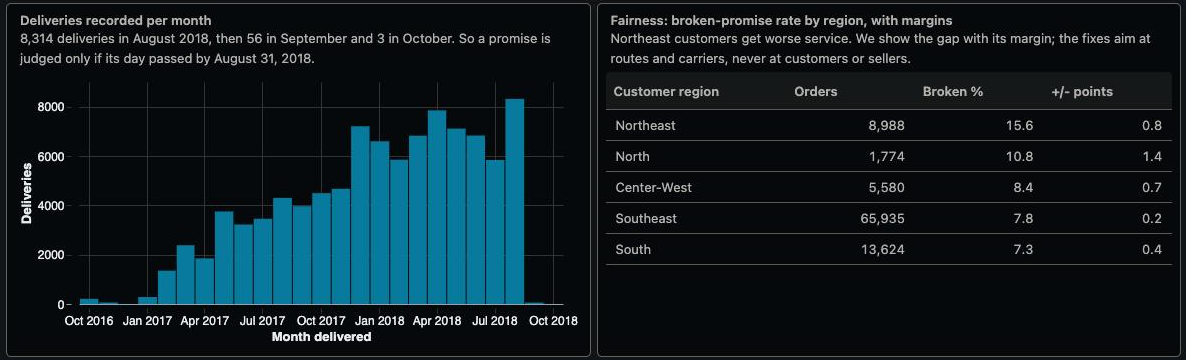 Deliveries recorded per month
8,314 deliveries in August 2018, then 56 in September and 3 in October. So a promise is
judged only if its day passed by August 31, 2018.
8000
6000
4000
2000
0
Deliveries
Oct 2016 Jan 2017 Apr 2017 Jul 2017 Oct 2017 Jan 2018 Apr 2018 Jul 2018 Oct 2018
Month delivered
Fairness: broken-promise rate by region, with margins
Northeast customers get worse service. We show the gap with its margin; the fixes aim at
routes and carriers, never at customers or sellers.
Customer region Orders Broken % +/- points
Northeast 8,988 15.6 0.8
North 1,774 10.8 1.4
Center-West 5,580 8.4 0.7
Southeast 65,935 7.8 0.2
South 13,624 7.3 0.4